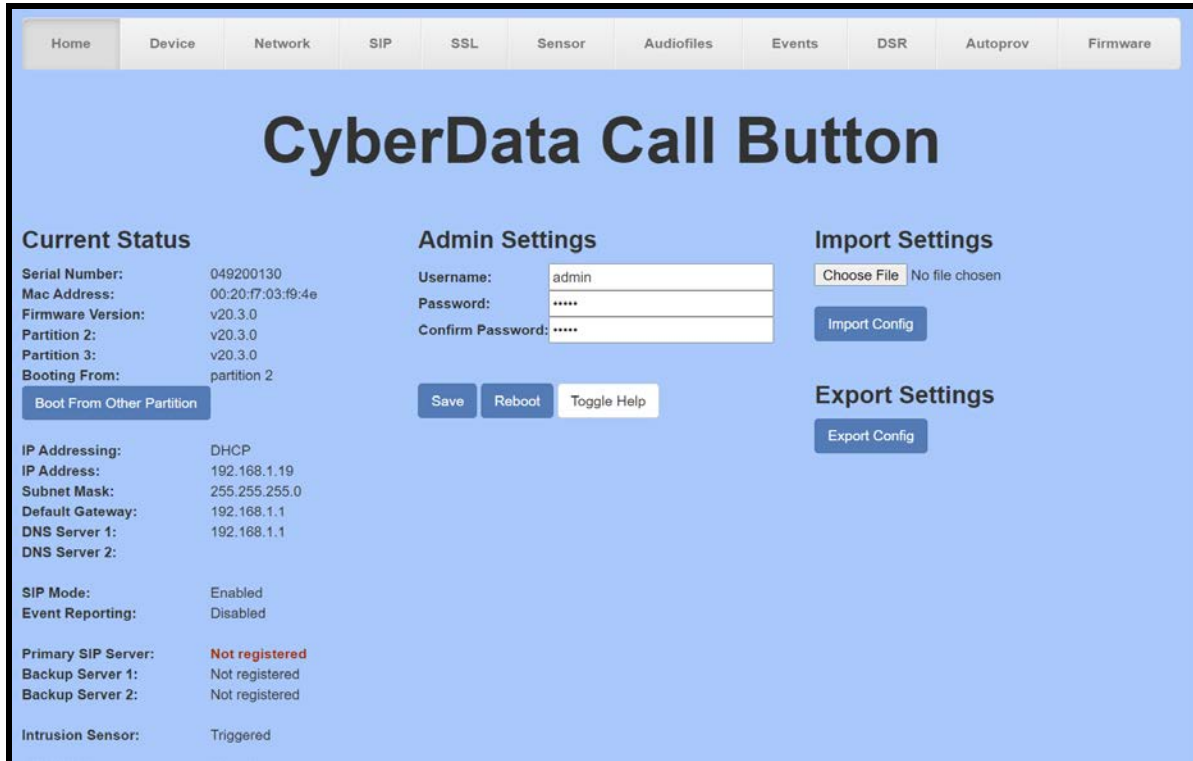 Home Device Network SIP SSL Sensor Audiofiles Events DSR Autoprov Firmware
CyberData Call Button
Current Status
Serial Number: 049200130
Mac Address: 00:20:f7:03:f9:4e
Firmware Version: v20.3.0
Partition 2: v20.3.0
Partition 3: v20.3.0
Booting From: partition 2
Boot From Other Partition
IP Addressing: DHCP
IP Address: 192.168.1.19
Subnet Mask: 255.255.255.0
Default Gateway: 192.168.1.1
DNS Server 1: 192.168.1.1
DNS Server 2:
SIP Mode: Enabled
Event Reporting: Disabled
Primary SIP Server: Not registered
Backup Server 1: Not registered
Backup Server 2: Not registered
Intrusion Sensor: Triggered
Admin Settings
Username: admin
Password: •••••
Confirm Password: •••••
Save Reboot Toggle Help
Import Settings
Choose File No file chosen
Import Config
Export Settings
Export Config